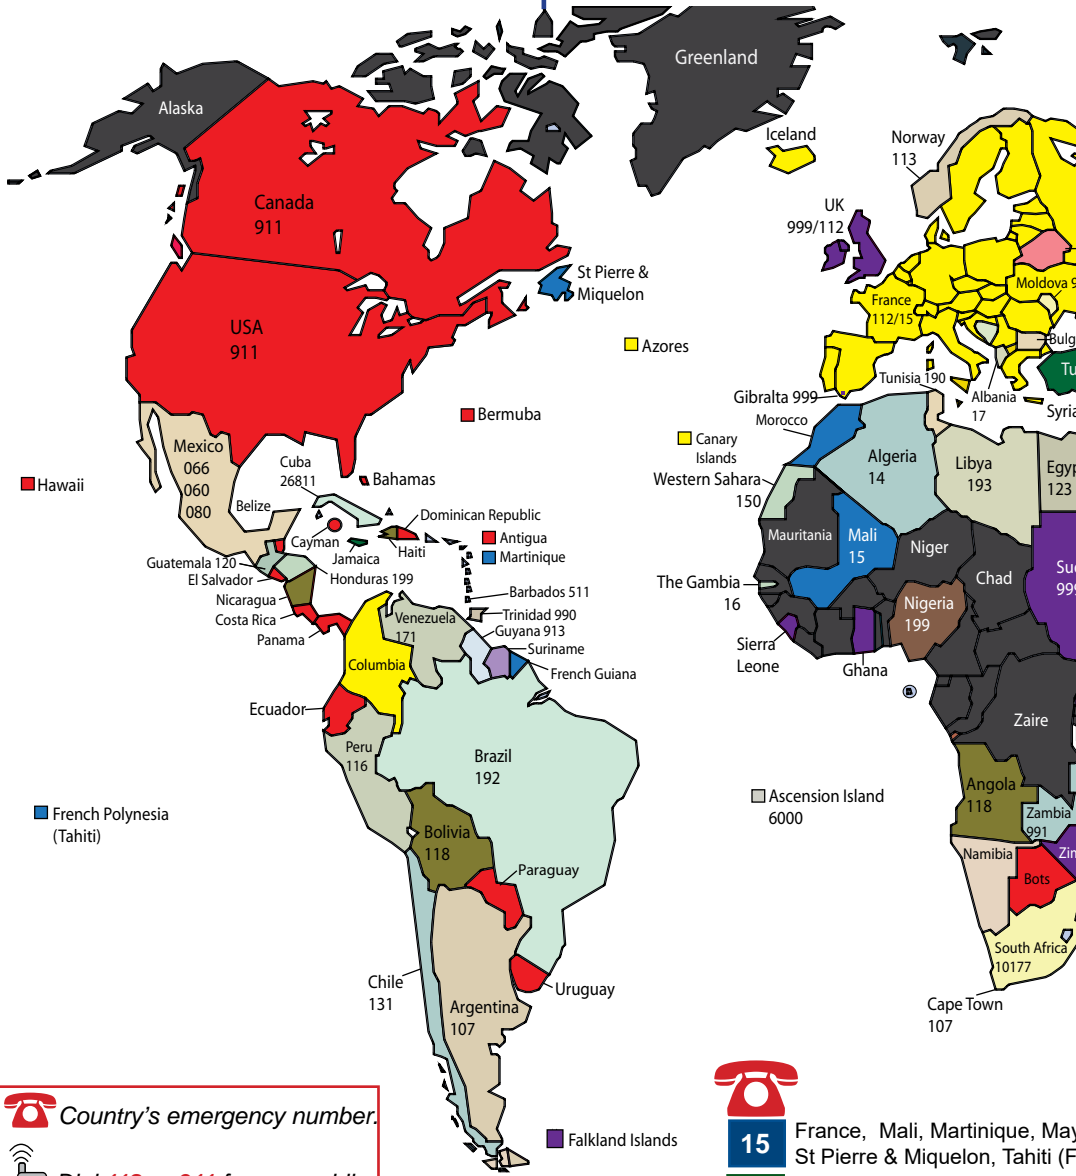 Greenland
Alaska
Iceland
Norway
113
Canada
911
UK
999/112
St Pierre &
Miquelon
Moldova 9
France
112/15
USA
911
Azores
Bulg
Tu
Tunisia 190
Albania
17
Gibralta 999
Syria
Bermuba
Morocco
Canary
Islands
Mexico
066
060
080
Algeria
14
Libya
193
Egyp
123
Cuba
26811
Bahamas
Hawaii
Western Sahara
150
Belize
Dominican Republic
Cayman
Antigua
Jamaica
Haiti
Martinique
Mauritania
Mali
15
Niger
Guatemala 120
El Salvador
Honduras 199
Nicaragua
Costa Rica
Panama
Chad
Suc
999
The Gambia
16
Barbados 511
Trinidad 990
Venezuela
171
Guyana 913
Suriname
French Guiana
Nigeria
199
Sierra
Leone
Ghana
Columbia
Ecuador
Zaire
Peru
116
Brazil
192
Angola
118
French Polynesia
(Tahiti)
Ascension Island
6000
Zambia
991
Bolivia
118
Namibia
Zin
Paraguay
Bots
South Africa
10177
Chile
131
Uruguay
Argentina
107
Cape Town
107
Country's emergency number.
Falkland Islands
15
France, Mali, Martinique, May
St Pierre & Miquelon, Tahiti (F